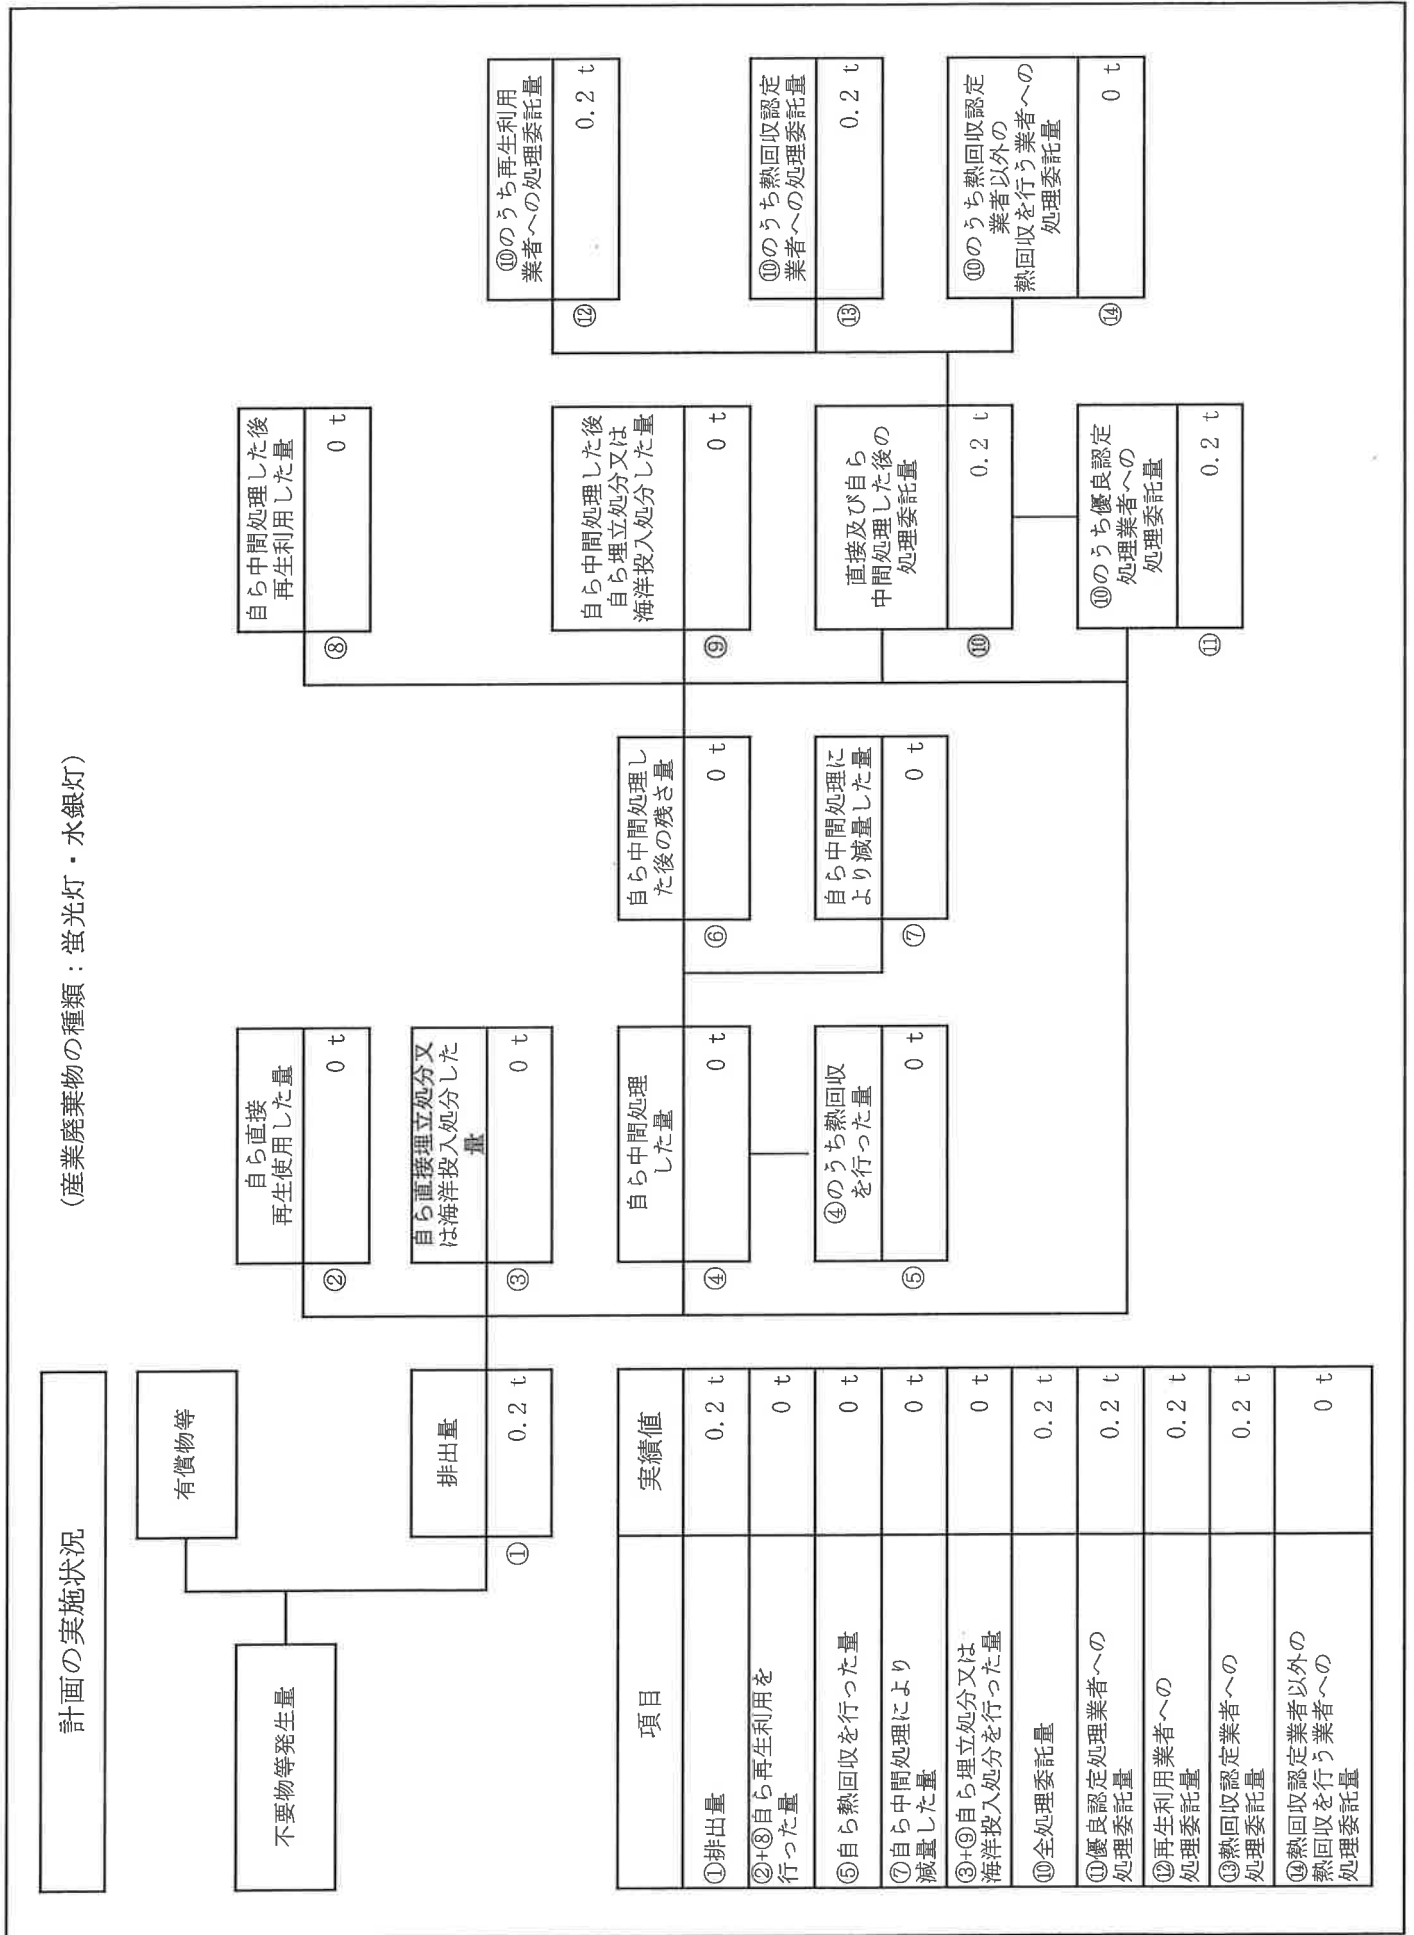 計画の実施状況
(産業廃棄物の種類：蛍光灯・水銀灯)
不要物等発生量
有償物等
排出量
① 0.2 t
自ら直接
再生使用した量
② 0 t
自ら直接埋立処分又
は海洋投入処分した
量
③ 0 t
自ら中間処理
した量
④ 0 t
④のうち熱回収
を行った量
⑤ 0 t
自ら中間処理し
た後の残さ量
⑥ 0 t
自ら中間処理に
より減量した量
⑦ 0 t
自ら中間処理した後
再生利用した量
⑧ 0 t
自ら中間処理した後
自ら埋立処分又は
海洋投入処分した量
⑨ 0 t
直接及び自ら
中間処理した後の
処理委託量
⑩ 0.2 t
⑩のうち優良認定
処理業者への
処理委託量
⑪ 0.2 t
⑩のうち再生利用
業者への処理委託量
⑫ 0.2 t
⑩のうち熱回収認定
業者への処理委託量
⑬ 0.2 t
⑩のうち熱回収認定
業者以外の
熱回収を行う業者への
処理委託量
⑭ 0 t
項目 実績値
①排出量 0.2 t
②+⑧自ら再生利用を
行った量 0 t
⑤自ら熱回収を行った量 0 t
⑦自ら中間処理により
減量した量 0 t
③+⑨自ら埋立処分又は
海洋投入処分を行った量 0 t
⑩全処理委託量 0.2 t
⑪優良認定処理業者への
処理委託量 0.2 t
⑫再生利用業者への
処理委託量 0.2 t
⑬熱回収認定業者への
処理委託量 0.2 t
⑭熱回収認定業者以外の
熱回収を行う業者への
処理委託量 0 t